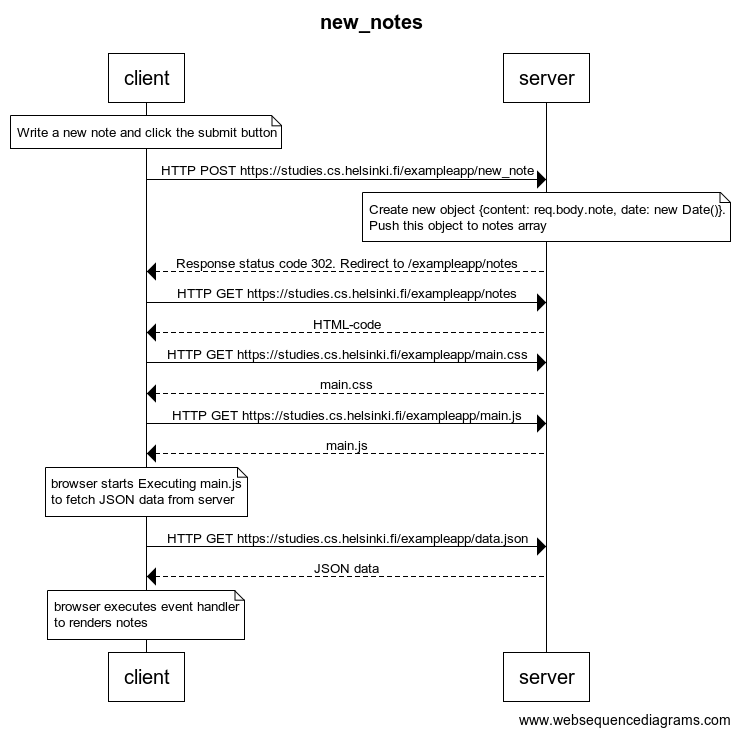 new_notes
client
server
Write a new note and click the submit button
HTTP POST https://studies.cs.helsinki.fi/exampleapp/new_note
Create new object {content: req.body.note, date: new Date()}.
Push this object to notes array
Response status code 302. Redirect to /exampleapp/notes
HTTP GET https://studies.cs.helsinki.fi/exampleapp/notes
HTML-code
HTTP GET https://studies.cs.helsinki.fi/exampleapp/main.css
main.css
HTTP GET https://studies.cs.helsinki.fi/exampleapp/main.js
main.js
browser starts Executing main.js
to fetch JSON data from server
HTTP GET https://studies.cs.helsinki.fi/exampleapp/data.json
JSON data
browser executes event handler
to renders notes
client
server
www.websequencediagrams.com